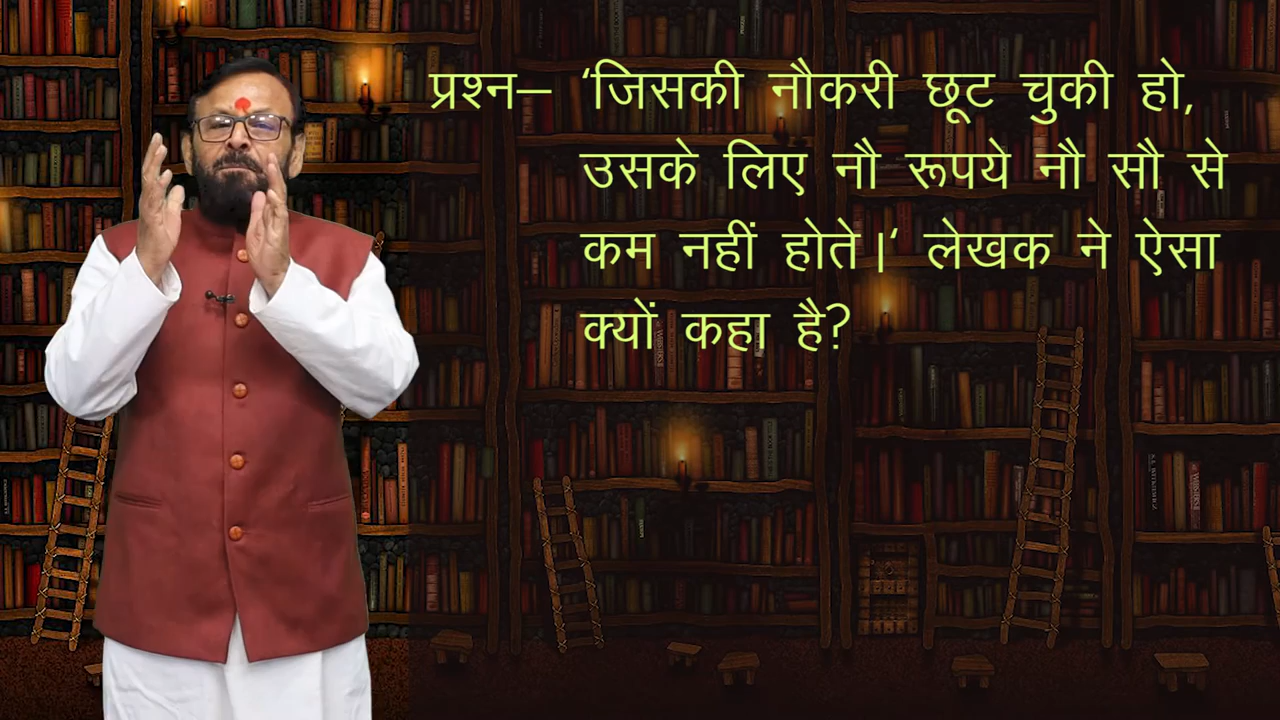 प्रश्न— ‘जिसकी नौकरी छूट चुकी हो,
उसके लिए नौ रूपये नौ सौ से
कम नहीं होते।‘ लेखक ने ऐसा
क्यों कहा है?